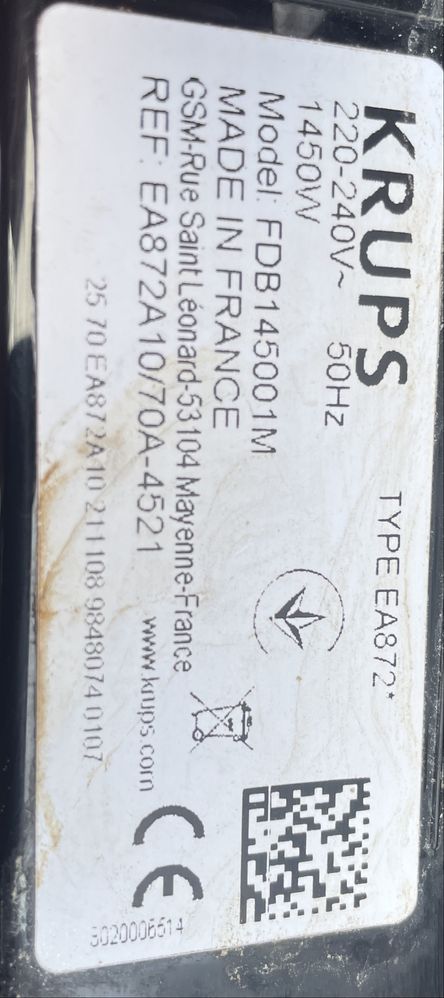 KRUPS TYPE EA872*
220-240V~ 50Hz
1450W
Model: FDB145001M
MADE IN FRANCE
GSM-Rue Saint Léonard-53104 Mayenne-France
REF: EA872A10/70A-4521 www.krups.com
25 70 EA872A10 211108 9848074 0107
CE
3020006514